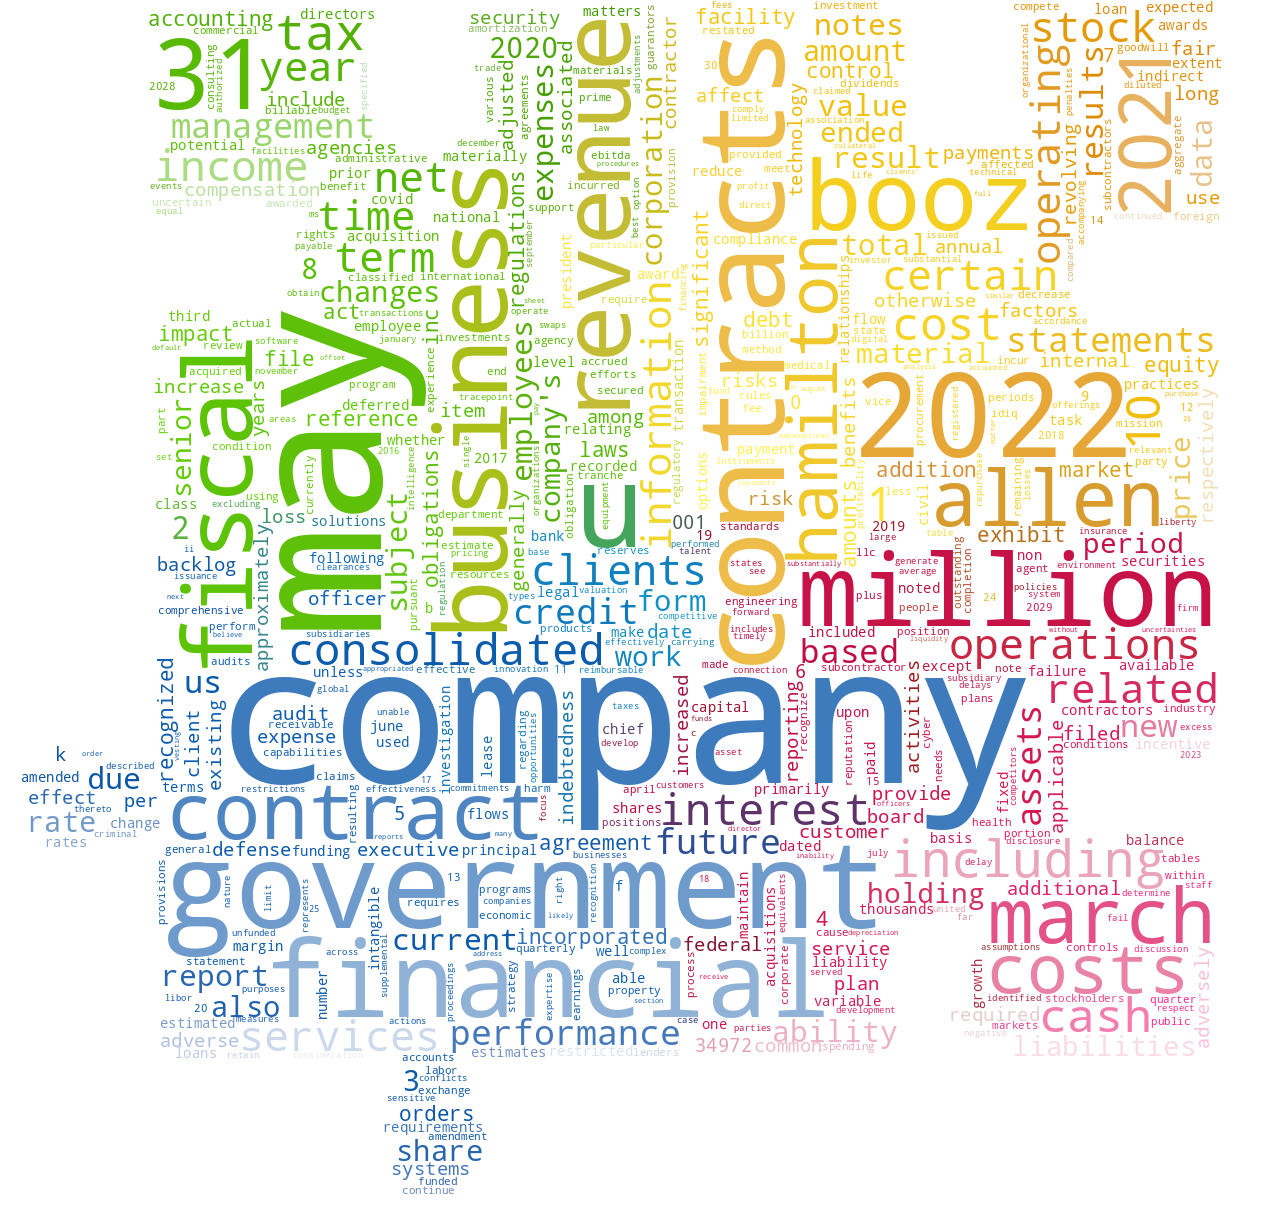 accounting
directors
commercial
31
tax
year
2028
consulting
authorized
specified
include
billable
budget
management
potential
facilities
agencies
administrative
income
compensation
prior
benefit
net
events
uncertain
equal
awarded
covid
ms
time
rights
payable
acquisition
term
8
classified
international
obtain
changes
security
amortization
2020
trade
various
adjusted
agreements
expenses
associated
december
materially
national
support
regulations
september
business
operate
sheet
matters
materials
prime
law
revenue
adjustments
guarantors
contractor
ebitda
procedures
incurred
best
option
corporation
provision
particular
president
require
award
information
financing
facility
fees
restated
30
affect
contracts
comply
limited
reduce
provided
profit
direct
meet
compliance
significant
technology
debt
billion
method
investment
notes
amount
control
claimed
dividends
value
association
ended
collateral
result
life
clients'
payments
affected
technical
full
booz
total
issued
annual
investor
substantial
certain
otherwise
similar
decrease
relationships
hamilton
flow
state
digital
cost
factors
accordance
statements
material
incur
internal
equity
analysis
accounted
compete
loan
expected
stock
awards
organizational
goodwill
7
fair
extent
indirect
results
diluted
long
operating
penalties
2021
revolving
subcontractors
aggregate
data
use
14
continued
foreign
accompanying
compared
third
impact
actual
default
review
software
file
acquired
november
offset
increase
years
act
transactions
employee
january
inc
investments
experience
may
fiscal
program
deferred
reference
areas
part
senior
condition
set
currently
whether
2016
class
excluding
using
2
loss
approximately
solutions
subject
intelligence
obligations
item
tracepoint
end
single
2017
department
generally
employees
pay
organizations
company's
level
agency
swaps
accrued
efforts
secured
among
relating
laws
recorded
tranche
equipment
obligation
u
regulatory
transaction
impairment
fund
risks
rules
fee
medical
august
0
options
payment
expenditures
instruments
covenants
risk
001
19
standards
performed
talent
2022
vice
procurement
registered
periods
9
offerings
idiq
matter
task
2018
practices
purchase
10
12
26
mission
relevant
party
addition
market
price
respectively
benefits
amounts
profitability
1
less
civil
allen
repurchase
remaining
losses
table
2019
large
exhibit
liberty
backlog
ii
issuance
next
comprehensive
following
clearances
officer
perform
believe
audits
subsidiaries
pursuant
b
regulation
estimate
pricing
resources
consolidated
bank
base
reserves
clients
types
legal
valuation
credit
form
competitive
products
make
date
effectively
carrying
work
unless
appropriated
effective
innovation
11
reimbursable
states
see
substantially
engineering
forward
includes
timely
made
connection
llc
generate
average
plus
noted
people
million
outstanding
completion
24
non
agent
insurance
environment
policies
system
2029
period
securities
firm
included
position
liquidity
without
uncertainties
based
operations
subcontractor
6
except
note
failure
available
subsidiary
delays
plans
related
recognized
us
global
company
audit
receivable
expense
capabilities
june
unable
used
investigation
lease
regarding
opportunities
indebtedness
taxes
chief
develop
increased
capital
funds
c
asset
reporting
recognize
upon
reputation
paid
activities
cyber
needs
15
assets
contractors
industry
filed
new
excess
conditions
incentive
2023
applicable
k
order
vesting
described
amended
due
client
existing
terms
effect
thereto
per
rate
change
criminal
rates
restrictions
claims
17
effectiveness
commitments
harm
contract
resulting
5
flows
reports
many
focus
april
customers
primarily
shares
positions
interest
officers
provide
board
director
customer
health
fixed
competitors
portion
disclosure
basis
general
defense
funding
executive
principal
agreement
businesses
future
dated
inability
july
including
delay
balance
tables
within
staff
provisions
nature
limit
represents
25
government
13
requires
programs
companies
economic
right
likely
recognition
f
18
maintain
acquisitions
equivalents
holding
thousands
united
far
additional
determine
4
cause
depreciation
march
fail
unfunded
margin
across
intangible
supplemental
current
address
incorporated
quarterly
well
complex
federal
process
service
liability
served
assumptions
controls
discussion
statement
report
purposes
libor
20
also
measures
number
financial
proceedings
strategy
expertise
earnings
able
property
section
receive
corporate
plan
variable
development
growth
identified
costs
stockholders
quarter
respect
adversely
estimated
adverse
services
actions
performance
case
one
parties
ability
required
markets
negative
cash
public
loans
retain
consideration
estimates
restricted
lenders
34972
common
spending
liabilities
accounts
labor
3
conflicts
exchange
sensitive
orders
requirements
amendment
share
systems
funded
continue